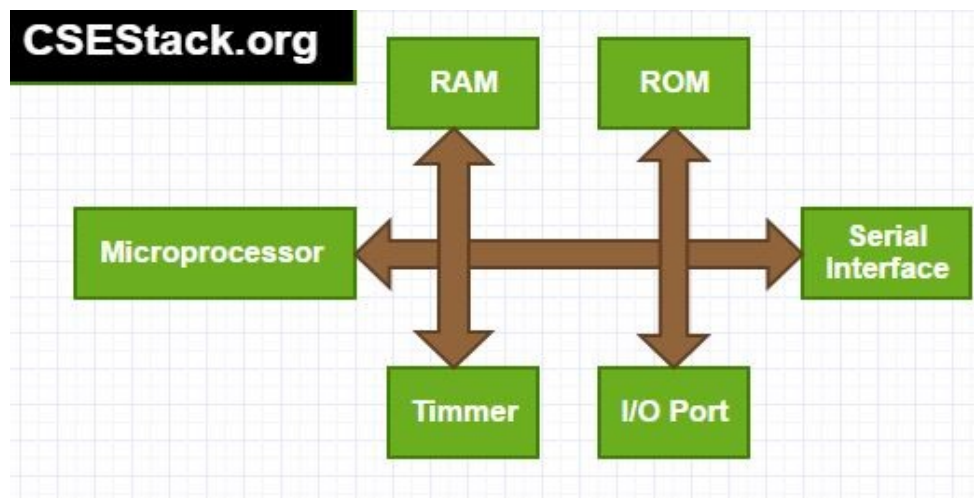 CSEStack.org
RAM
ROM
Microprocessor
Serial
Interface
Timmer
I/O Port